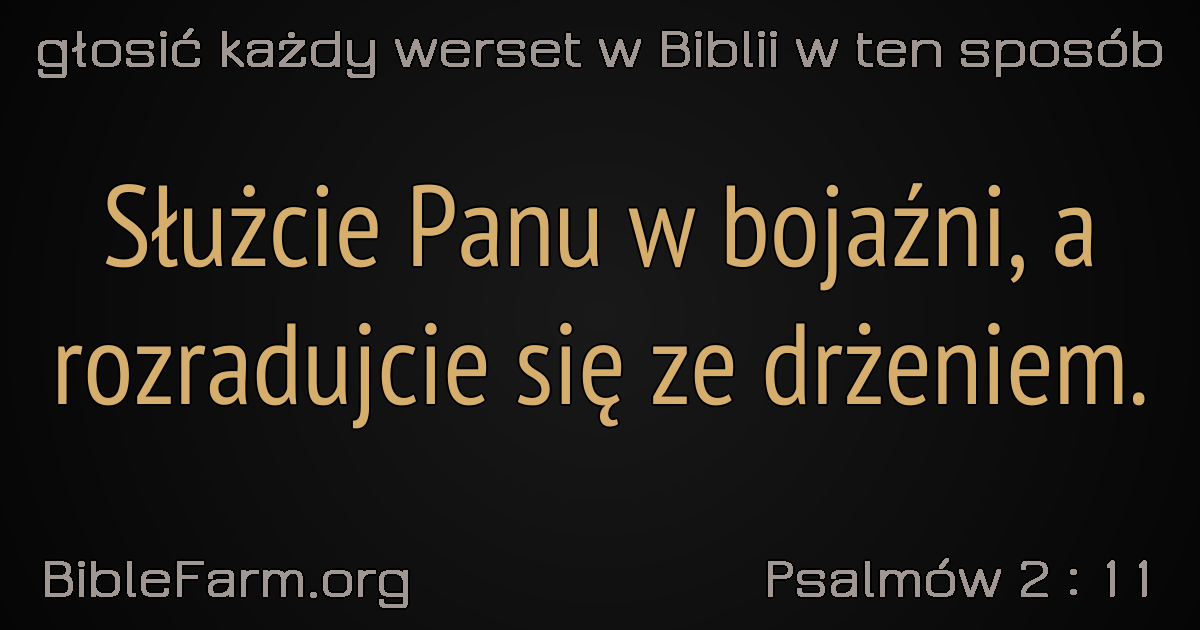 głosić każdy werset w Biblii w ten sposób
Służcie Panu w bojaźni, a
rozradujcie się ze drżeniem.
BibleFarm.org
Psalmów 2 : 11